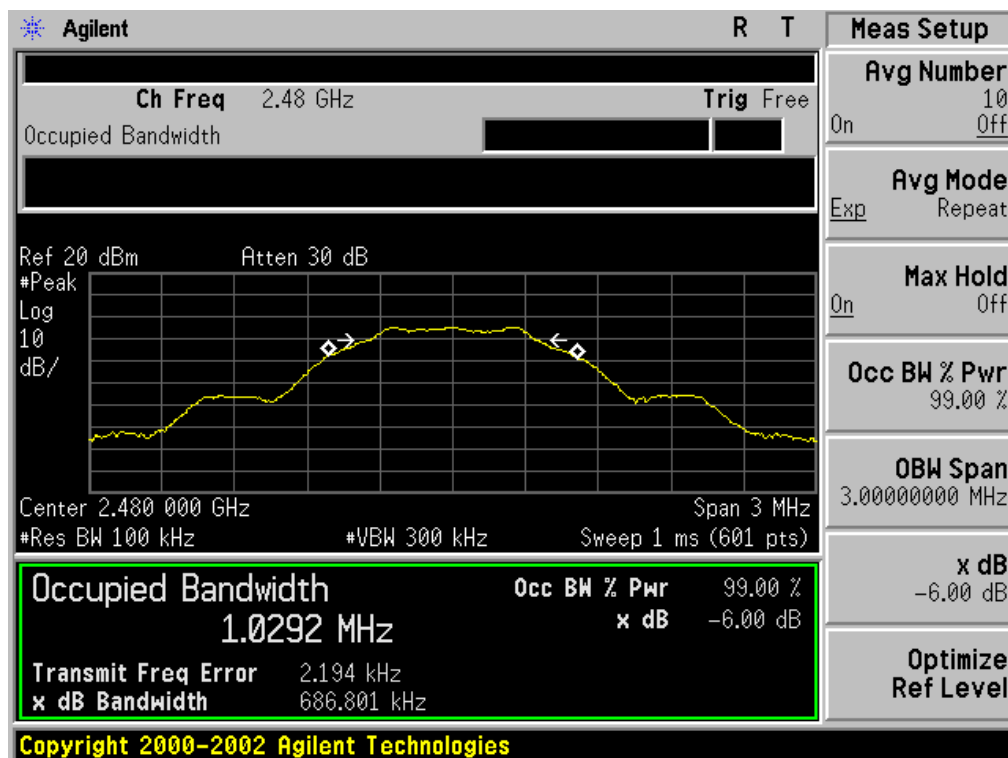 Agilent R T
Ch Freq 2.48 GHz Trig Free
Occupied Bandwidth
Ref 20 dBm Atten 30 dB
#Peak
Log
10
dB/
Center 2.480 000 GHz Span 3 MHz
#Res BW 100 kHz #VBW 300 kHz Sweep 1 ms (601 pts)
Occupied Bandwidth Occ BW % Pwr 99.00 %
1.0292 MHz x dB -6.00 dB
Transmit Freq Error 2.194 kHz
x dB Bandwidth 686.801 kHz
Copyright 2000-2002 Agilent Technologies
Meas Setup
Avg Number
10
On Off
Avg Mode
Exp Repeat
Max Hold
On Off
Occ BW % Pwr
99.00 %
OBW Span
3.00000000 MHz
x dB
-6.00 dB
Optimize
Ref Level